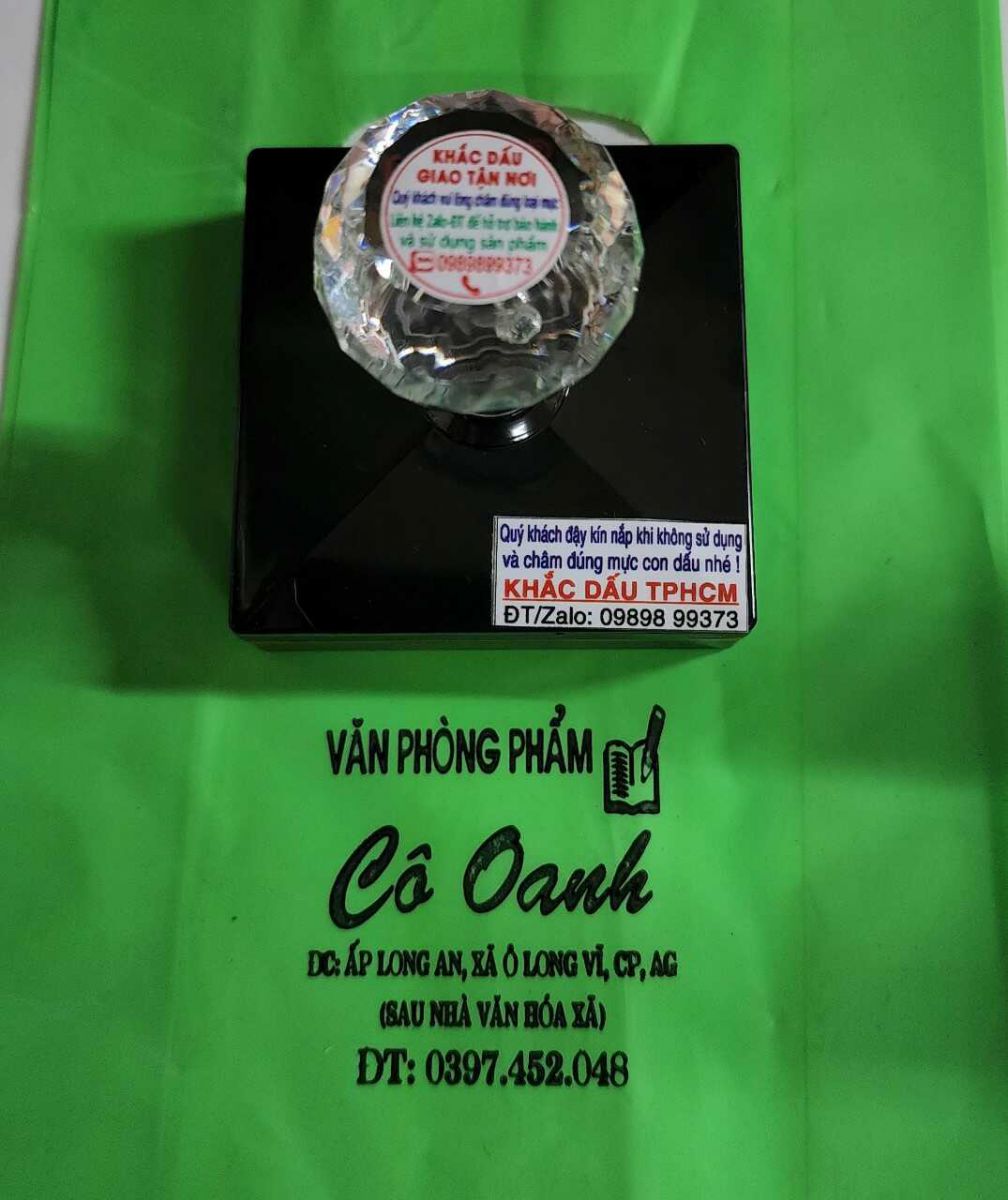 KHẮC DẤU
GIAO TẬN NƠI
Quý khách vui lòng châm đúng loại mực
Liên hệ Zalo-ĐT để hỗ trợ bảo hành
và sử dụng sản phẩm
0989899373
Quý khách đậy kín nắp khi không sử dụng
và châm đúng mực con dấu nhé !
KHẮC DẤU TPHCM
ĐT/Zalo: 09898 99373
VĂN PHÒNG PHẨM
Cô Oanh
ĐC: ẤP LONG AN, XÃ Ô LONG VĨ, CP, AG
(SAU NHÀ VĂN HÓA XÃ)
ĐT: 0397.452.048